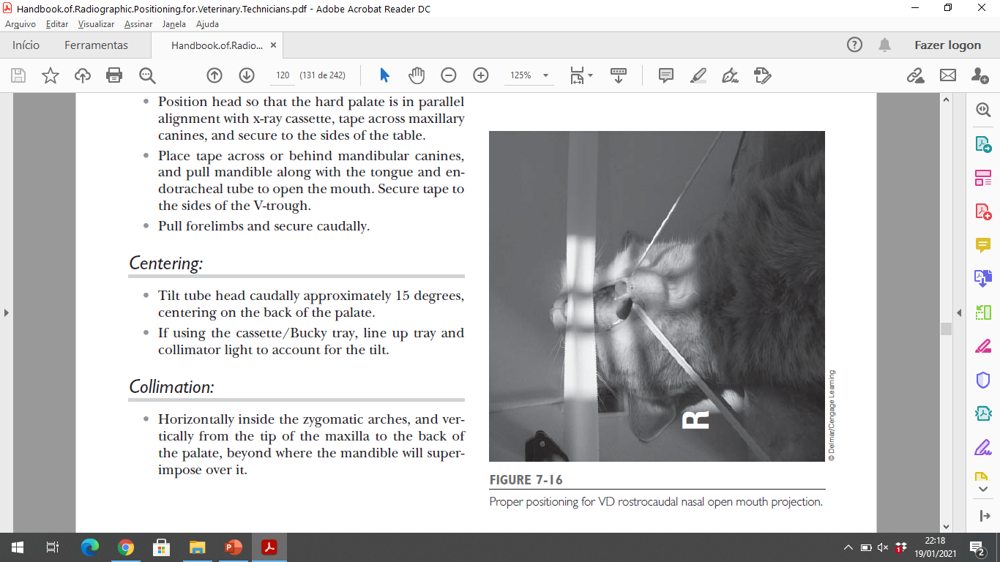 Handbook.of.Radiographic.Positioning.for.Veterinary.Technicians.pdf - Adobe Acrobat Reader DC
Arquivo Editar Visualizar Assinar Janela Ajuda
Início Ferramentas Handbook.of.Radio... ×
Fazer logon
120 (131 de 242) 125%
• Position head so that the hard palate is in parallel
alignment with x-ray cassette, tape across maxillary
canines, and secure to the sides of the table.
• Place tape across or behind mandibular canines,
and pull mandible along with the tongue and en-
dotracheal tube to open the mouth. Secure tape to
the sides of the V-trough.
• Pull forelimbs and secure caudally.
Centering:
• Tilt tube head caudally approximately 15 degrees,
centering on the back of the palate.
• If using the cassette/Bucky tray, line up tray and
collimator light to account for the tilt.
Collimation:
• Horizontally inside the zygomatic arches, and ver-
tically from the tip of the maxilla to the back of
the palate, beyond where the mandible will super-
impose over it.
R
© Delmar/Cengage Learning
FIGURE 7-16
Proper positioning for VD rostrocaudal nasal open mouth projection.
22:18
19/01/2021
1
2